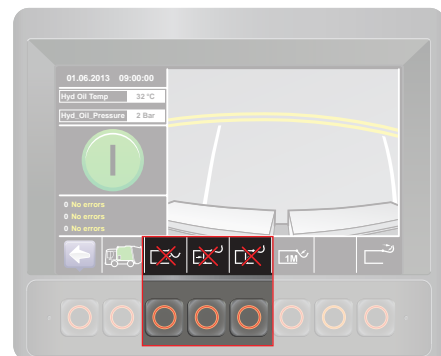 01.06.2013 09:00:00
Hyd Oil Temp 32 °C
Hyd_Oil_Pressure 2 Bar
0 No errors
0 No errors
0 No errors
1M